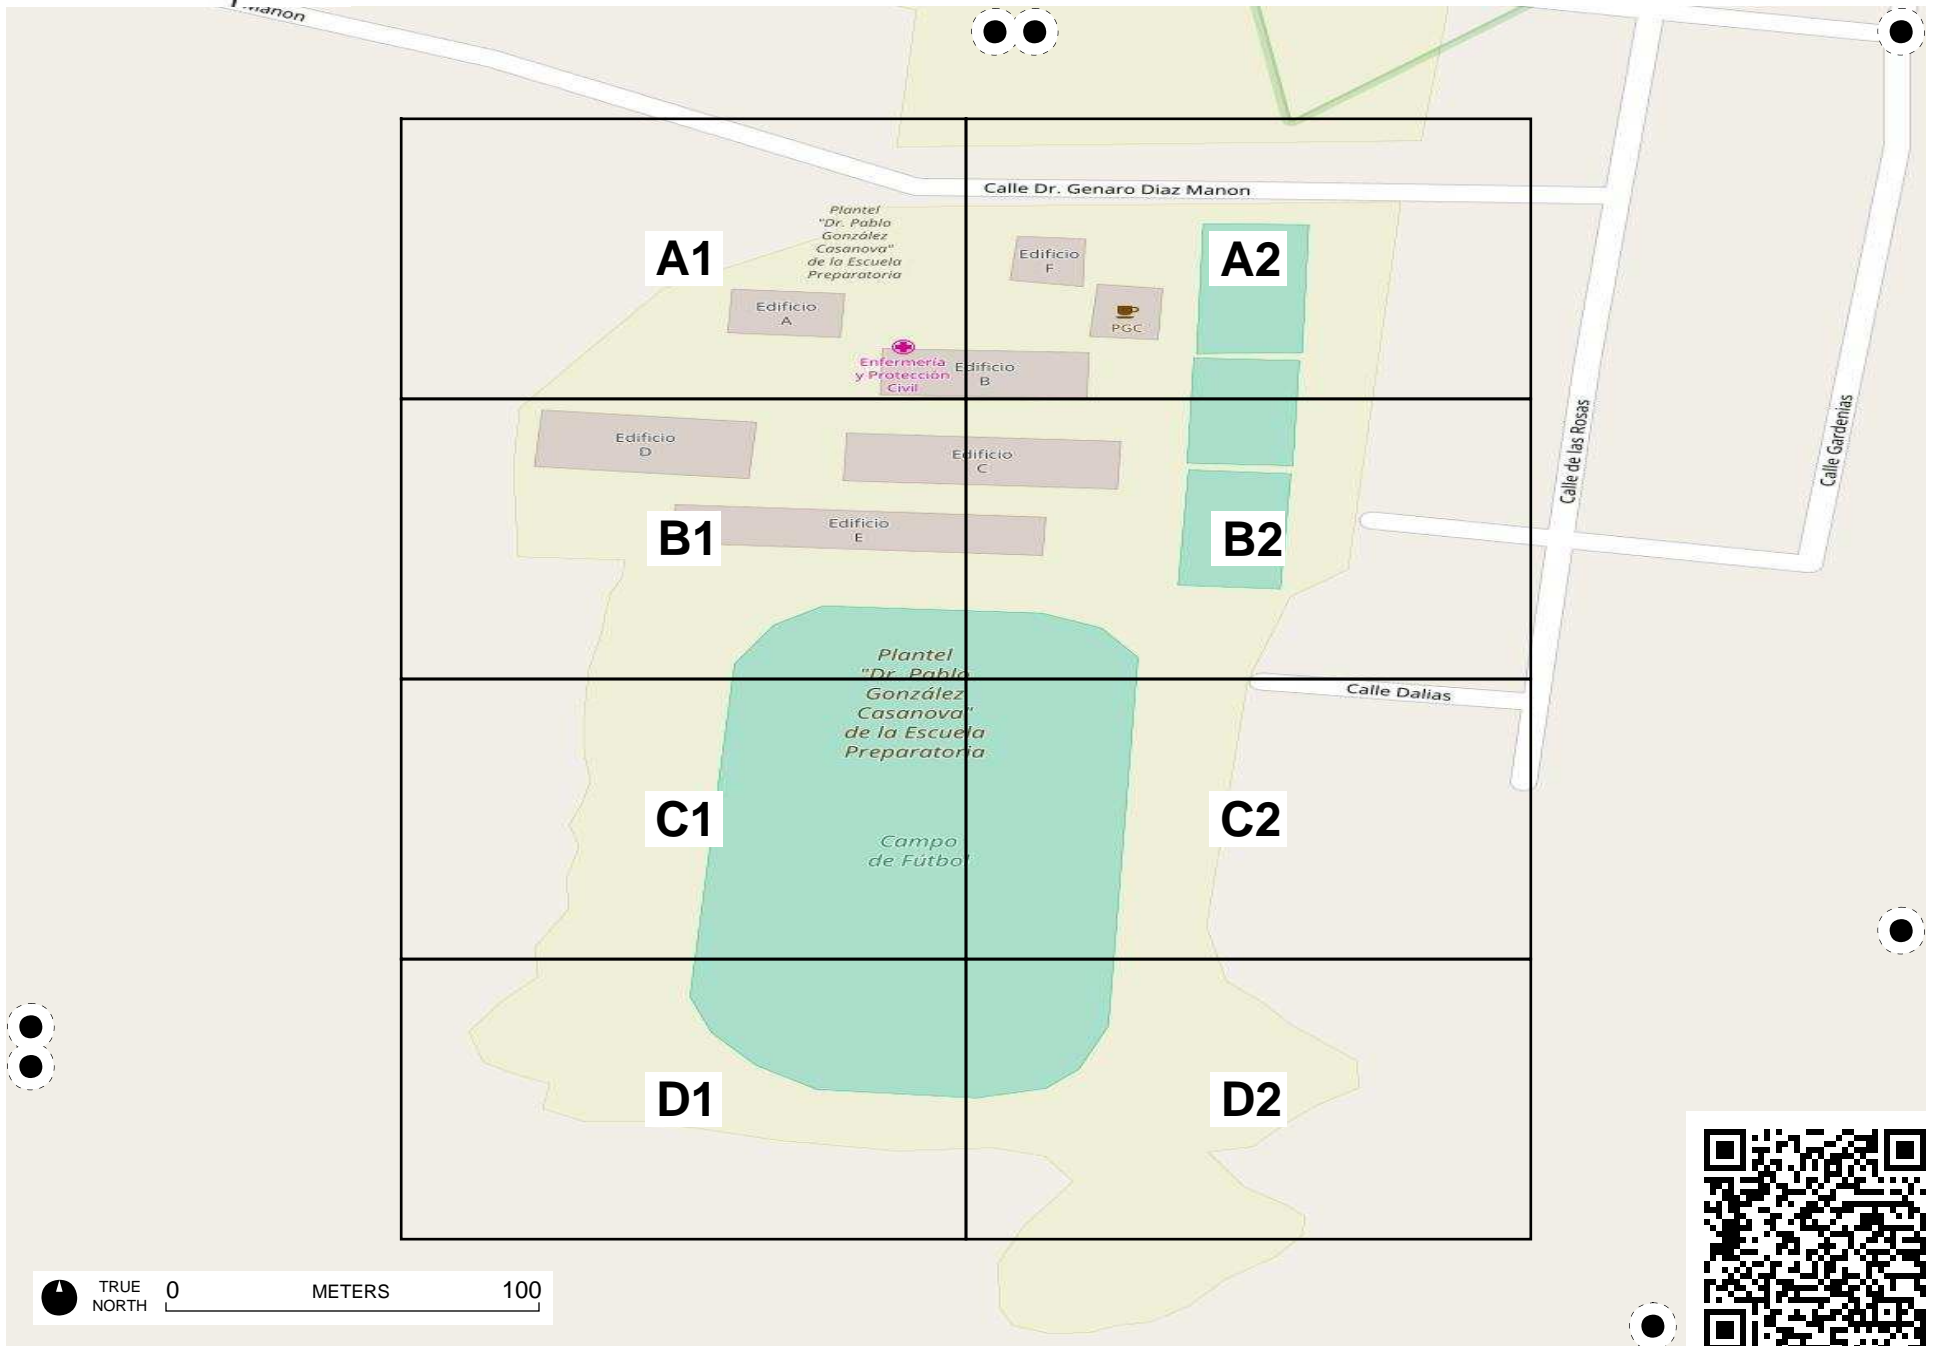 Manon
Calle Dr. Genaro Diaz Manon
Plantel
"Dr. Pablo
González
Casanova"
de la Escuela
Preparatoria
A1
A2
Edificio
F
Edificio
A
PGC
Enfermería
y Protección
Civil
Edificio
B
Calle de las Rosas
Calle Gardenias
Edificio
D
Edificio
C
B1
B2
Edificio
E
Plantel
"Dr. Pablo
González
Casanova"
de la Escuela
Preparatoria
Calle Dalias
C1
C2
Campo
de Fútbol
D1
D2
TRUE
NORTH
0 METERS 100